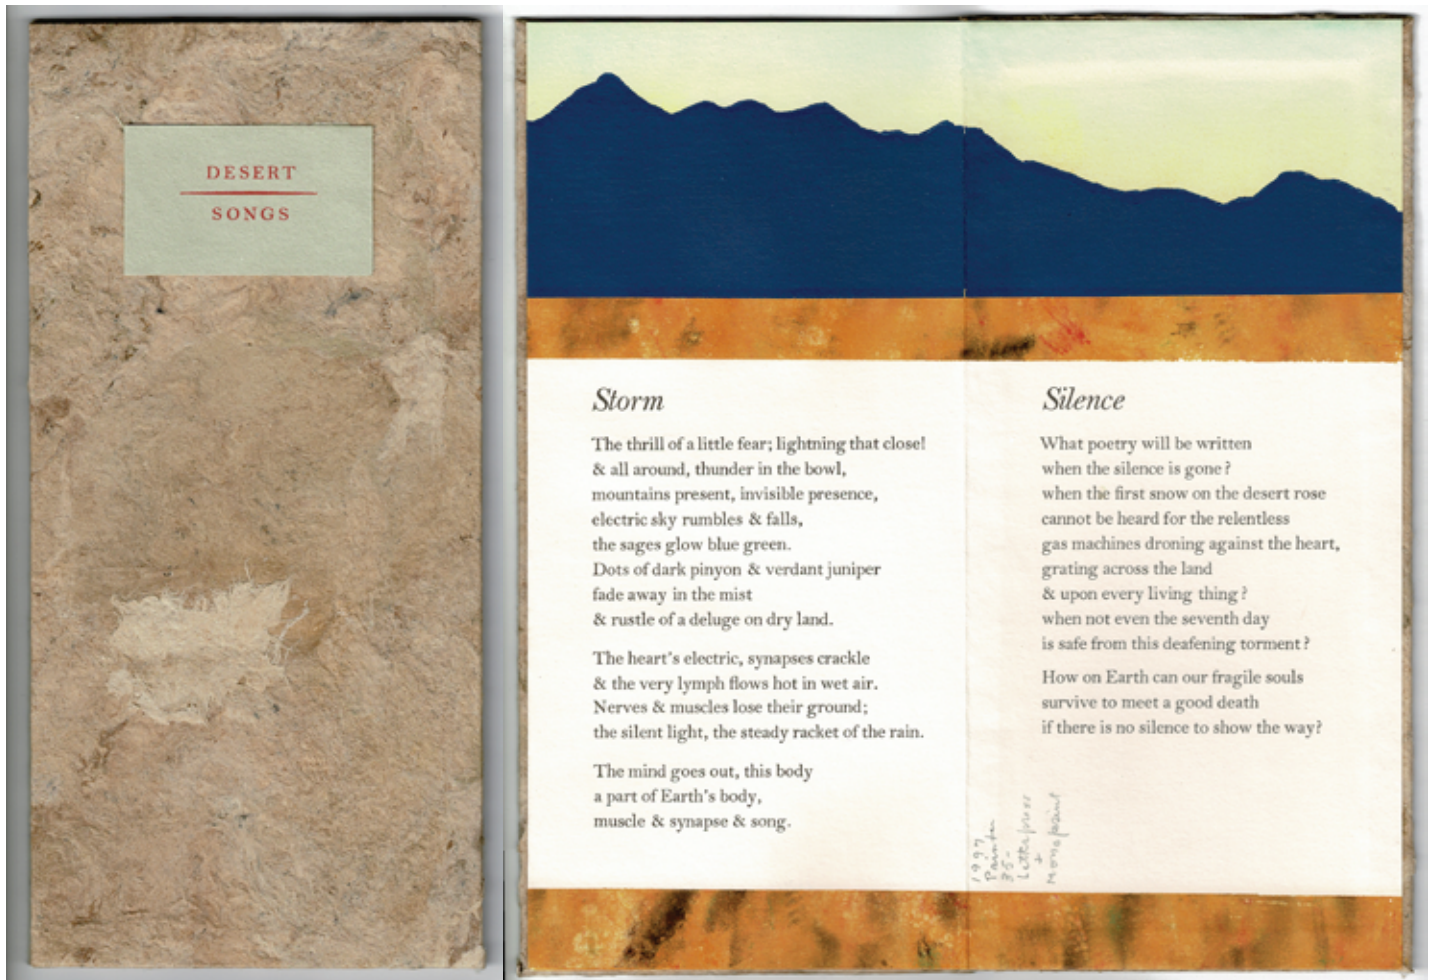 DESERT
SONGS
Storm
The thrill of a little fear; lightning that close!
& all around, thunder in the bowl,
mountains present, invisible presence,
electric sky rumbles & falls,
the sages glow blue green.
Dots of dark pinyon & verdant juniper
fade away in the mist
& rustle of a deluge on dry land.
The heart's electric, synapses crackle
& the very lymph flows hot in wet air.
Nerves & muscles lose their ground;
the silent light, the steady racket of the rain.
The mind goes out, this body
a part of Earth's body,
muscle & synapse & song.
Silence
What poetry will be written
when the silence is gone?
when the first snow on the desert rose
cannot be heard for the relentless
gas machines droning against the heart,
grating across the land
& upon every living thing?
when not even the seventh day
is safe from this deafening torment?
How on Earth can our fragile souls
survive to meet a good death
if there is no silence to show the way?
1997
Painter
35-
Letterpress
+
Monoprint